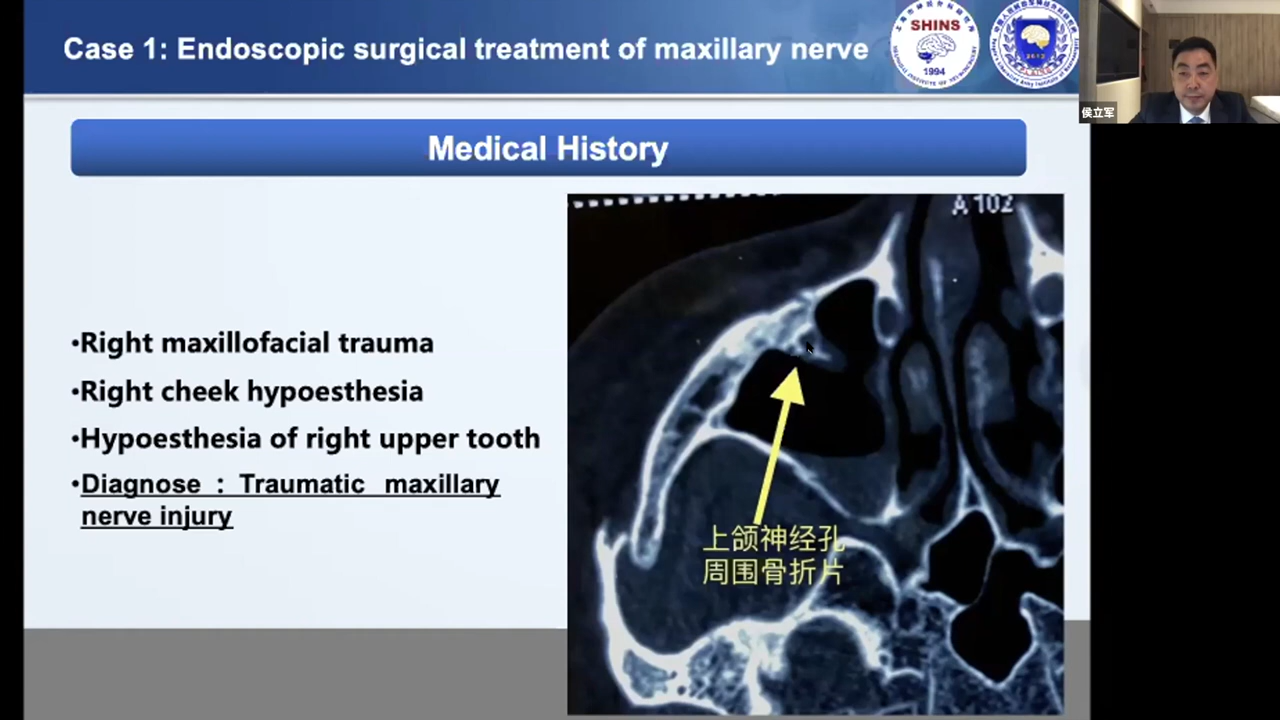 Case 1: Endoscopic surgical treatment of maxillary nerve
SHINS
1994
侯立军
Medical History
A 102
•Right maxillofacial trauma
•Right cheek hypoesthesia
•Hypoesthesia of right upper tooth
•Diagnose : Traumatic maxillary
nerve injury
上颌神经孔
周围骨折片